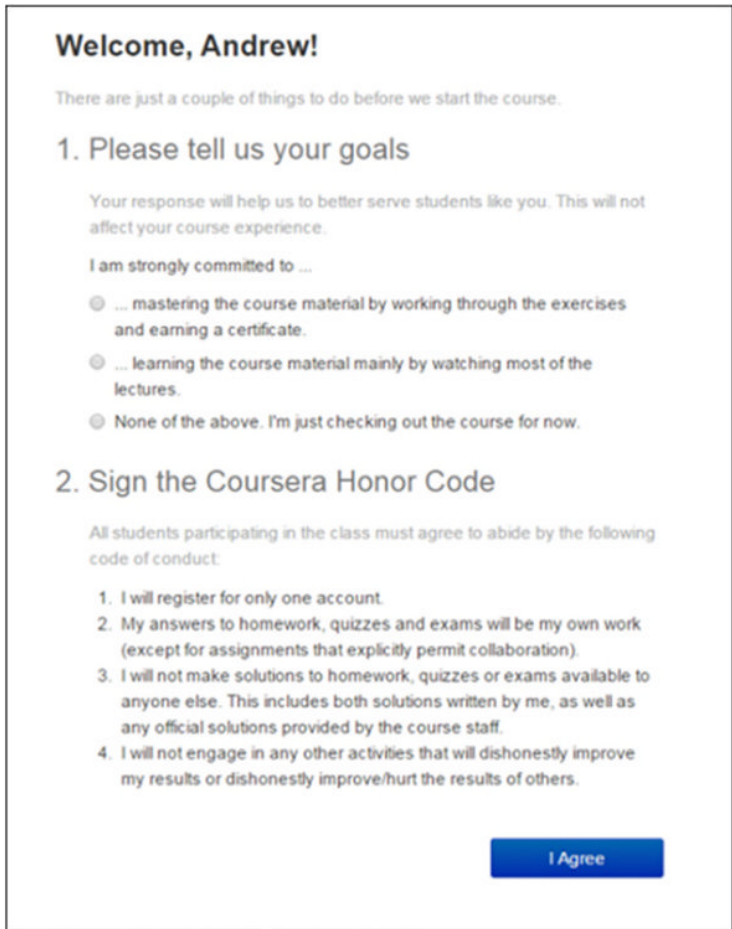 Welcome, Andrew!
There are just a couple of things to do before we start the course.
1. Please tell us your goals
Your response will help us to better serve students like you. This will not
affect your course experience.
I am strongly committed to ...
... mastering the course material by working through the exercises
and earning a certificate.
... learning the course material mainly by watching most of the
lectures.
None of the above. I'm just checking out the course for now.
2. Sign the Coursera Honor Code
All students participating in the class must agree to abide by the following
code of conduct:
1. I will register for only one account.
2. My answers to homework, quizzes and exams will be my own work
(except for assignments that explicitly permit collaboration).
3. I will not make solutions to homework, quizzes or exams available to
anyone else. This includes both solutions written by me, as well as
any official solutions provided by the course staff.
4. I will not engage in any other activities that will dishonestly improve
my results or dishonestly improve/hurt the results of others.
I Agree